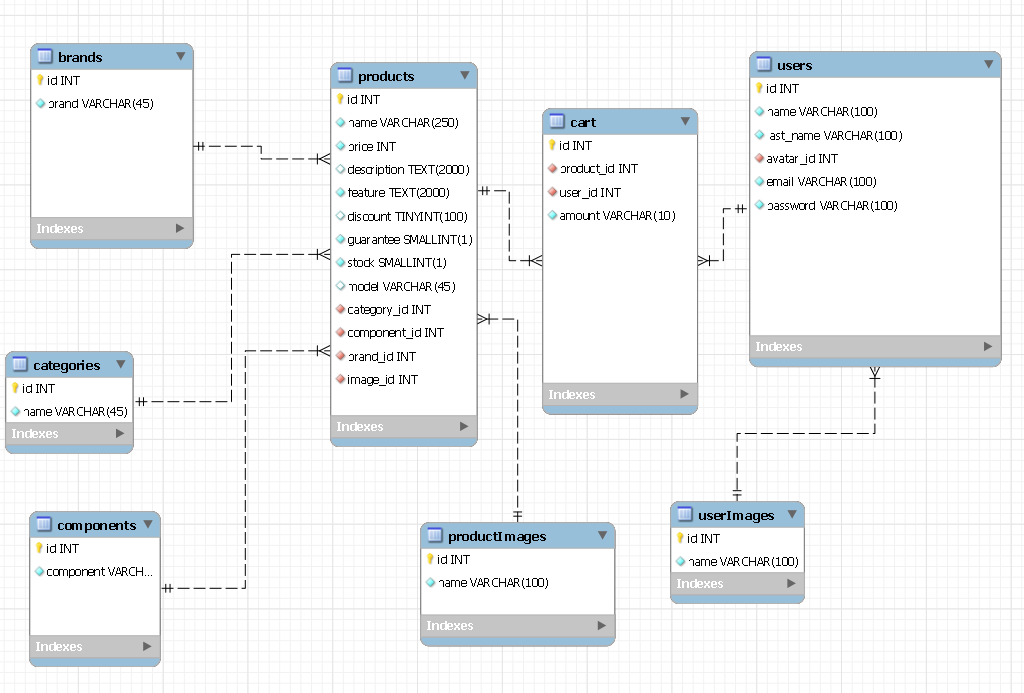 brands
id INT
brand VARCHAR(45)
Indexes
products
id INT
name VARCHAR(250)
price INT
description TEXT(2000)
feature TEXT(2000)
discount TINYINT(100)
guarantee SMALLINT(1)
stock SMALLINT(1)
model VARCHAR(45)
category_id INT
component_id INT
brand_id INT
image_id INT
Indexes
cart
id INT
product_id INT
user_id INT
amount VARCHAR(10)
Indexes
users
id INT
name VARCHAR(100)
last_name VARCHAR(100)
avatar_id INT
email VARCHAR(100)
password VARCHAR(100)
Indexes
categories
id INT
name VARCHAR(45)
Indexes
components
id INT
component VARCH...
Indexes
productImages
id INT
name VARCHAR(100)
Indexes
userImages
id INT
name VARCHAR(100)
Indexes